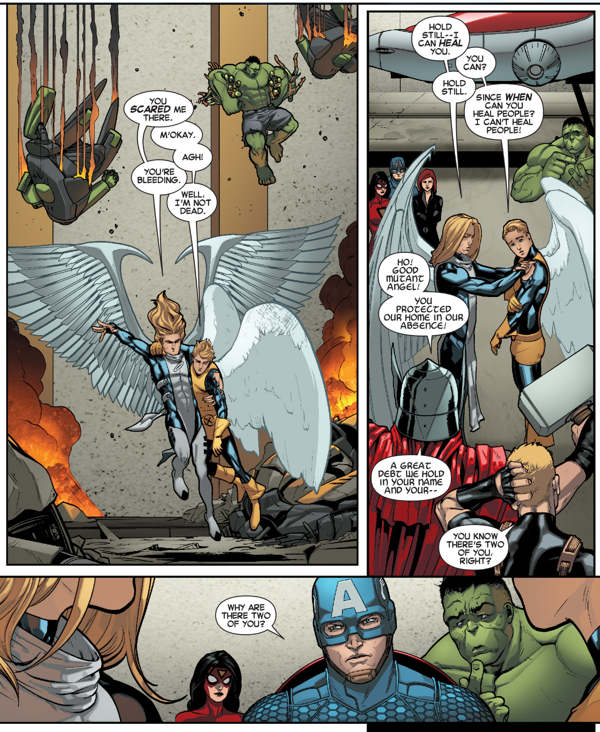 YOU
SCARED ME
THERE.
M'OKAY.
AGH!
YOU'RE
BLEEDING.
WELL,
I'M NOT
DEAD.
HOLD
STILL--I
CAN HEAL
YOU.
YOU
CAN?
HOLD
STILL.
SINCE WHEN
CAN YOU
HEAL PEOPLE?
I CAN'T HEAL
PEOPLE!
HO!
GOOD
MUTANT
ANGEL!
YOU
PROTECTED
OUR HOME IN OUR
ABSENCE!
A GREAT
DEBT WE HOLD
IN YOUR NAME
AND YOUR--
YOU KNOW
THERE'S TWO
OF YOU,
RIGHT?
WHY ARE
THERE TWO
OF YOU?
A